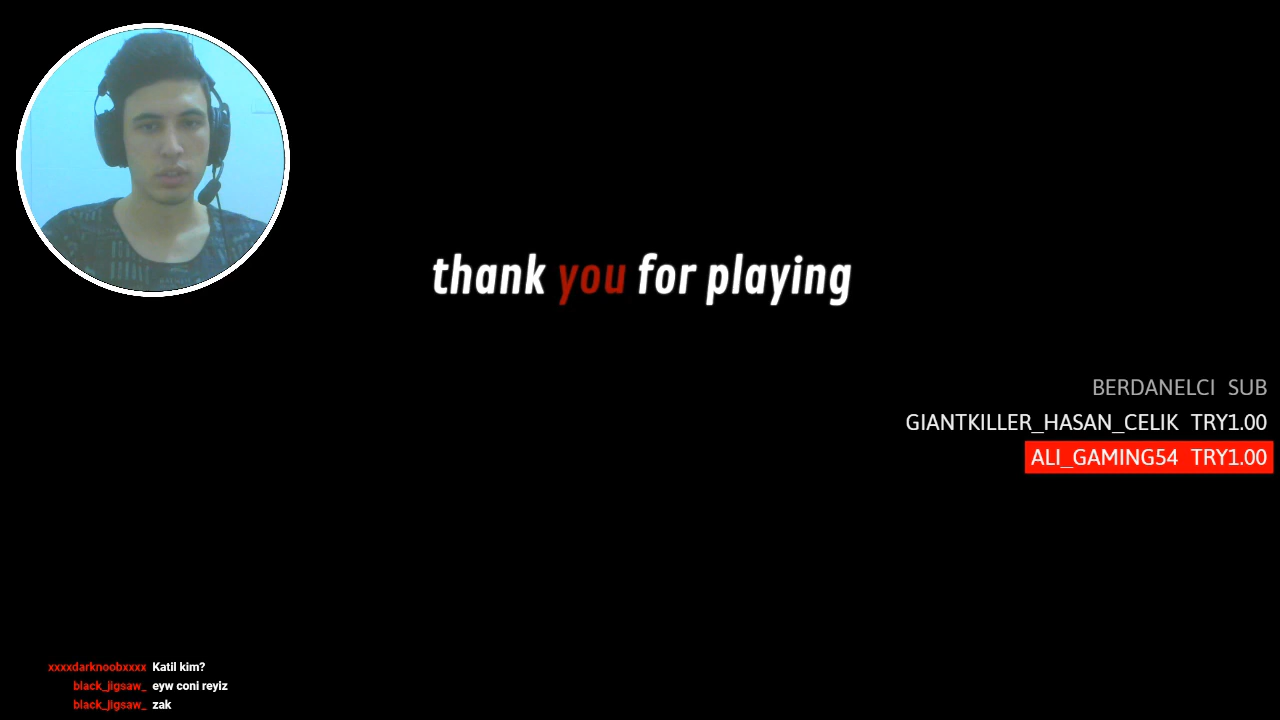 thank you for playing
BERDANELCI SUB
GIANTKILLER_HASAN_CELIK TRY1.00
ALI_GAMING54 TRY1.00
xxxxdarknoobxxxx Katil kim?
black_jigsaw_ eyw coni reyiz
black_jigsaw_ zak